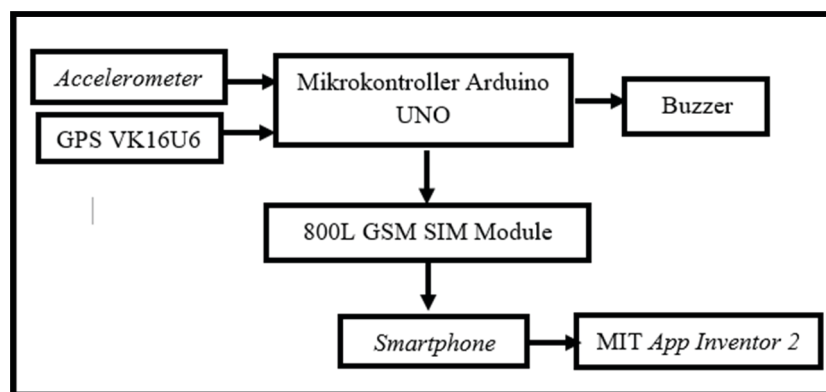 Accelerometer
GPS VK16U6
Mikrokontroller Arduino
UNO
Buzzer
800L GSM SIM Module
Smartphone
MIT App Inventor 2